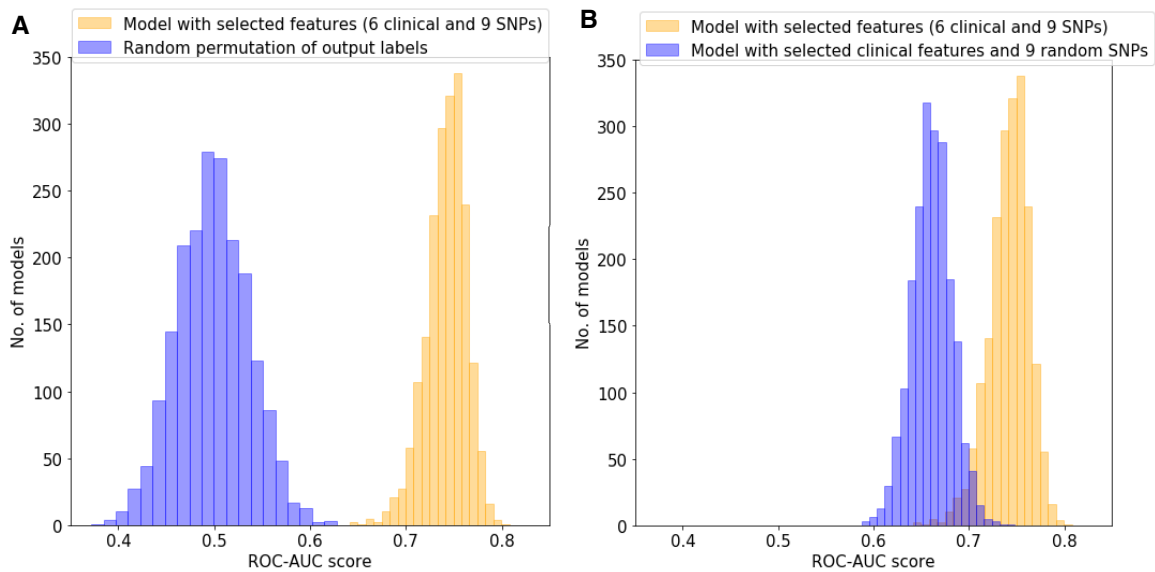 A
Model with selected features (6 clinical and 9 SNPs)
Random permutation of output labels
350
300
250
200
150
100
50
0
No. of models
0.4 0.5 0.6 0.7 0.8
ROC-AUC score
B
Model with selected features (6 clinical and 9 SNPs)
Model with selected clinical features and 9 random SNPs
350
300
250
200
150
100
50
0
No. of models
0.4 0.5 0.6 0.7 0.8
ROC-AUC score